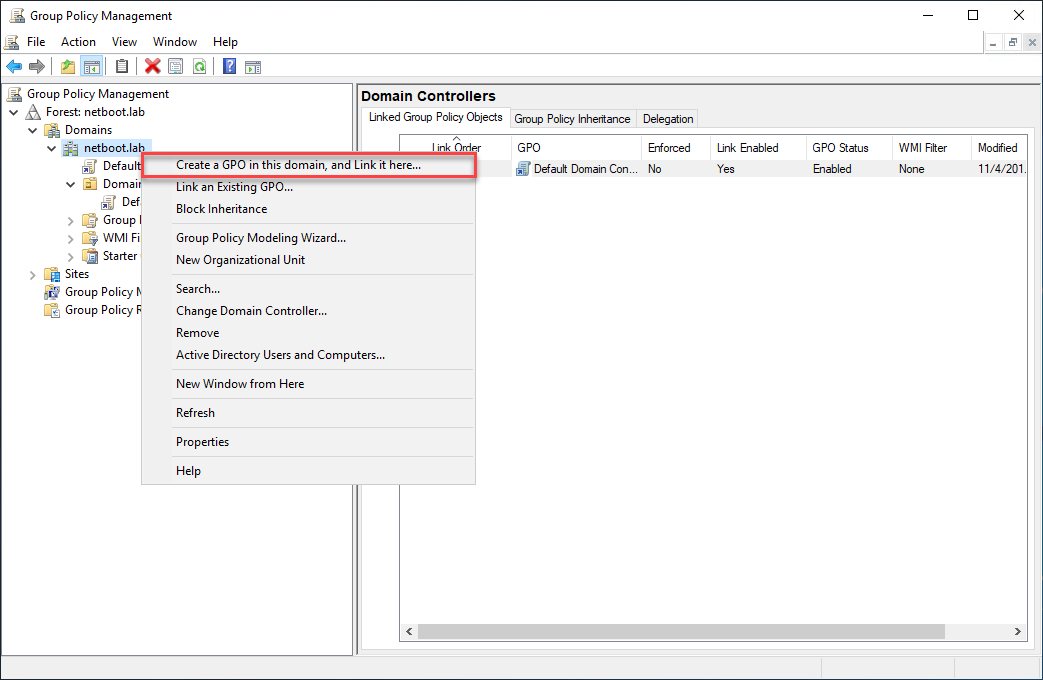 Group Policy Management
File Action View Window Help
Group Policy Management
Forest: netboot.lab
Domains
netboot.lab
Default
Domai
Def
Group
WMI Fi
Starter
Sites
Group Policy
Group Policy
Create a GPO in this domain, and Link it here...
Link an Existing GPO...
Block Inheritance
Group Policy Modeling Wizard...
New Organizational Unit
Search...
Change Domain Controller...
Remove
Active Directory Users and Computers...
New Window from Here
Refresh
Properties
Help
Domain Controllers
Linked Group Policy Objects Group Policy Inheritance Delegation
Link Order GPO Enforced Link Enabled GPO Status WMI Filter Modified
Default Domain Con... No Yes Enabled None 11/4/201